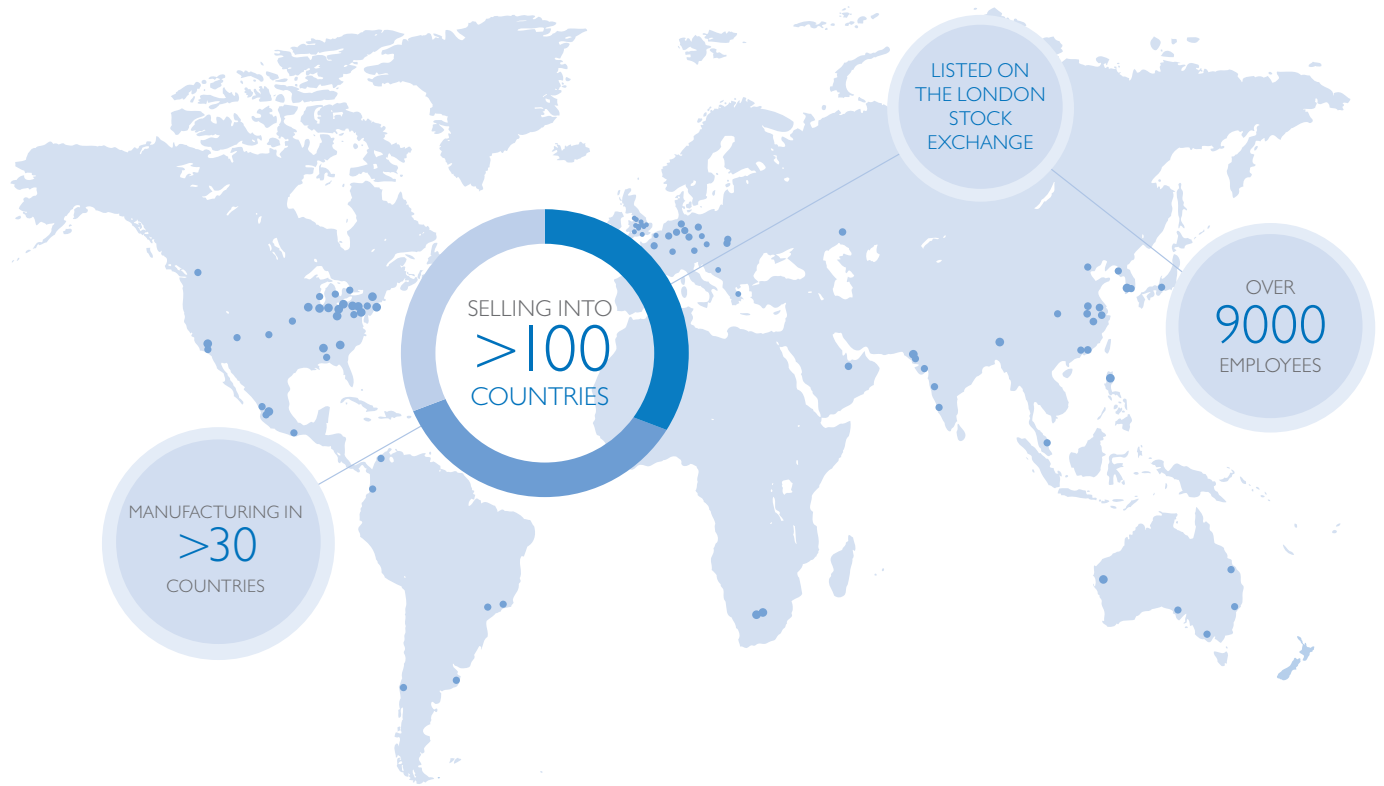 LISTED ON
THE LONDON
STOCK
EXCHANGE
SELLING INTO
>100
COUNTRIES
OVER
9000
EMPLOYEES
MANUFACTURING IN
>30
COUNTRIES